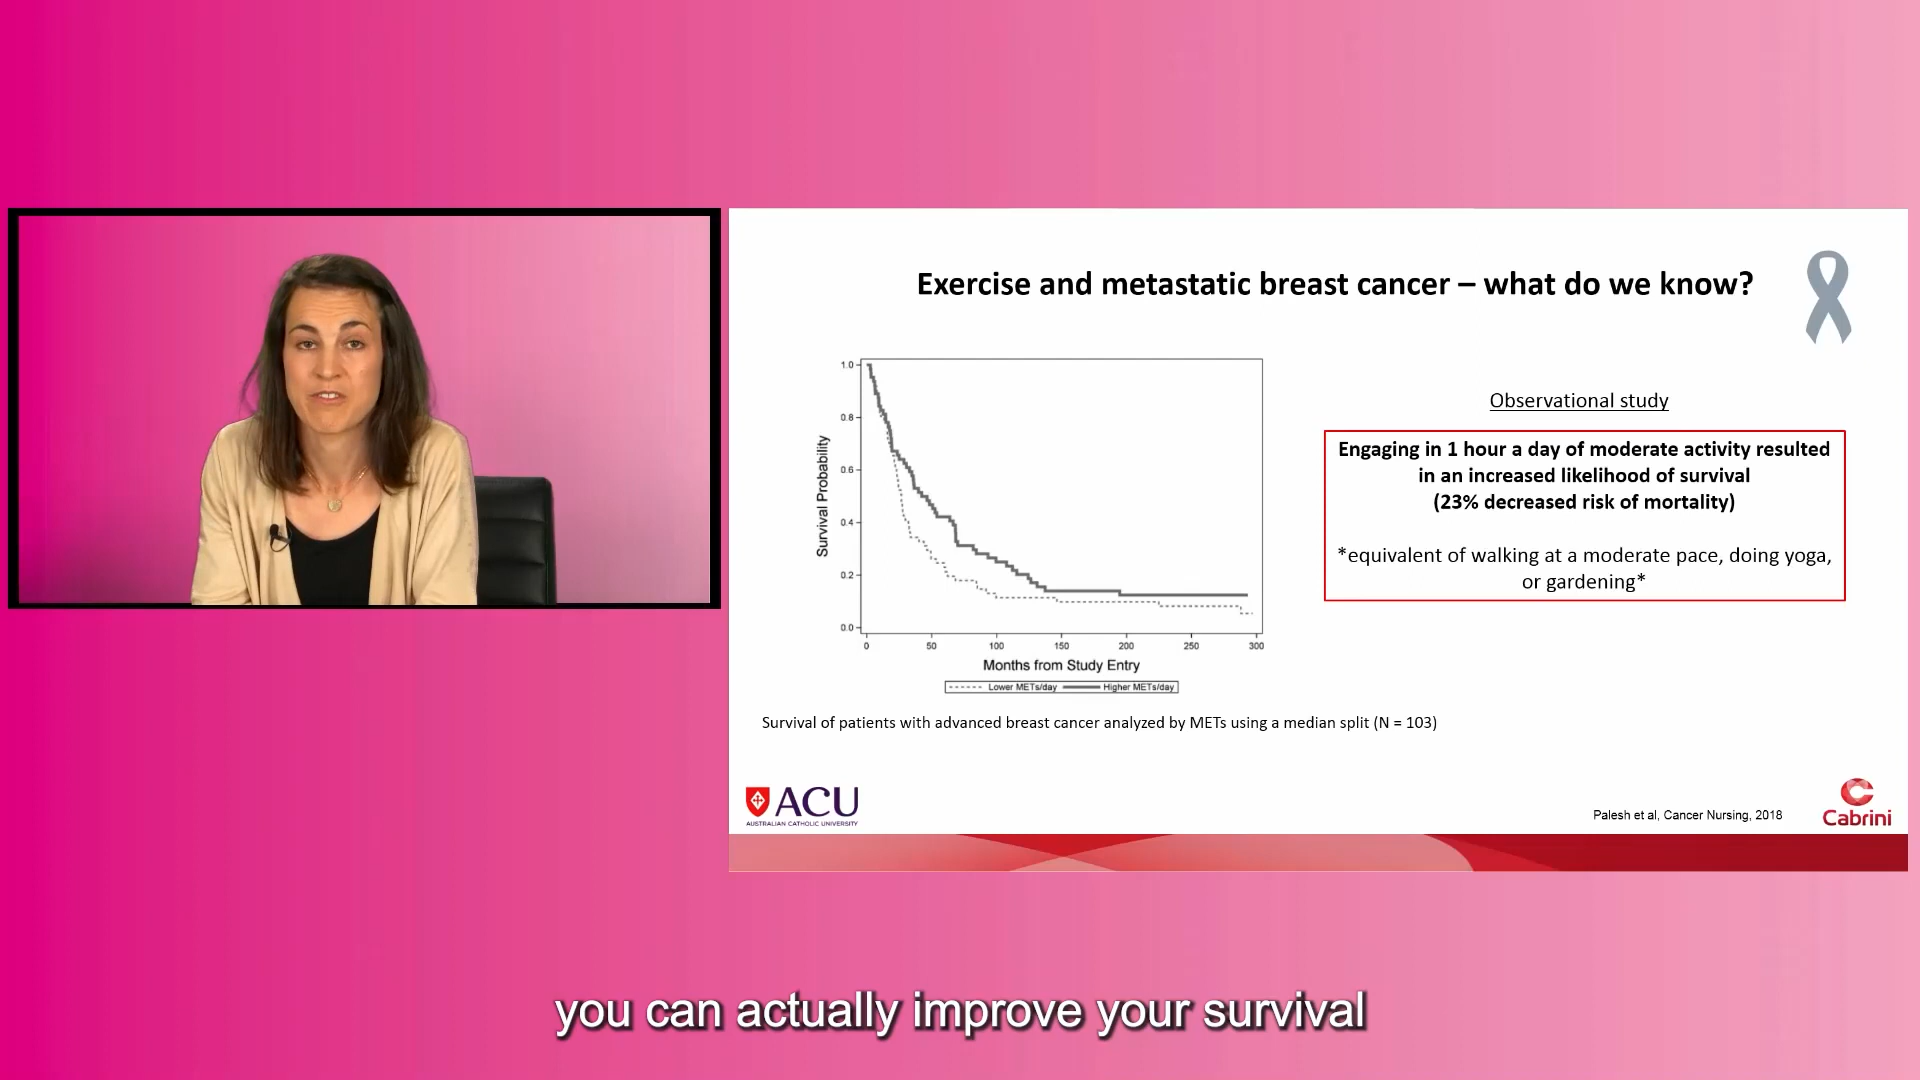 Exercise and metastatic breast cancer – what do we know?
1.0
0.8
0.6
0.4
0.2
0.0
Survival Probability
0 50 100 150 200 250 300
Months from Study Entry
Lower METs/day Higher METs/day
Survival of patients with advanced breast cancer analyzed by METs using a median split (N = 103)
Observational study
Engaging in 1 hour a day of moderate activity resulted
in an increased likelihood of survival
(23% decreased risk of mortality)
*equivalent of walking at a moderate pace, doing yoga,
or gardening*
ACU
AUSTRALIAN CATHOLIC UNIVERSITY
Palesh et al, Cancer Nursing, 2018
Cabrini
you can actually improve your survival